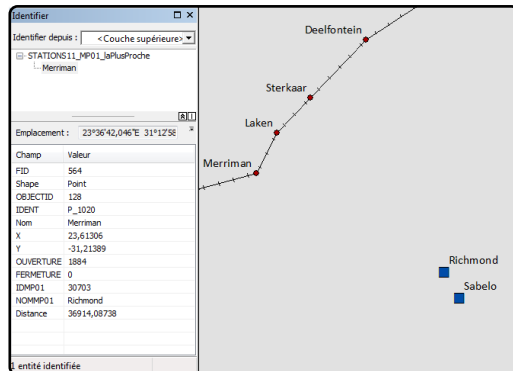 Identifier
Identifier depuis :
<Couche supérieure>
STATIONS11_MP01_laPlusProche
Merriman
Emplacement :
23°36'42,046"E 31°12'5
Champ Valeur
FID 564
Shape Point
OBJECTID 128
IDENT P_1020
Nom Merriman
X 23,61306
Y -31,21389
OUVERTURE 1884
FERMETURE 0
IDMP01 30703
NOMMP01 Richmond
Distance 36914,08738
1 entité identifiée
Deelfontein
Sterkaar
Laken
Merriman
Richmond
Sabelo